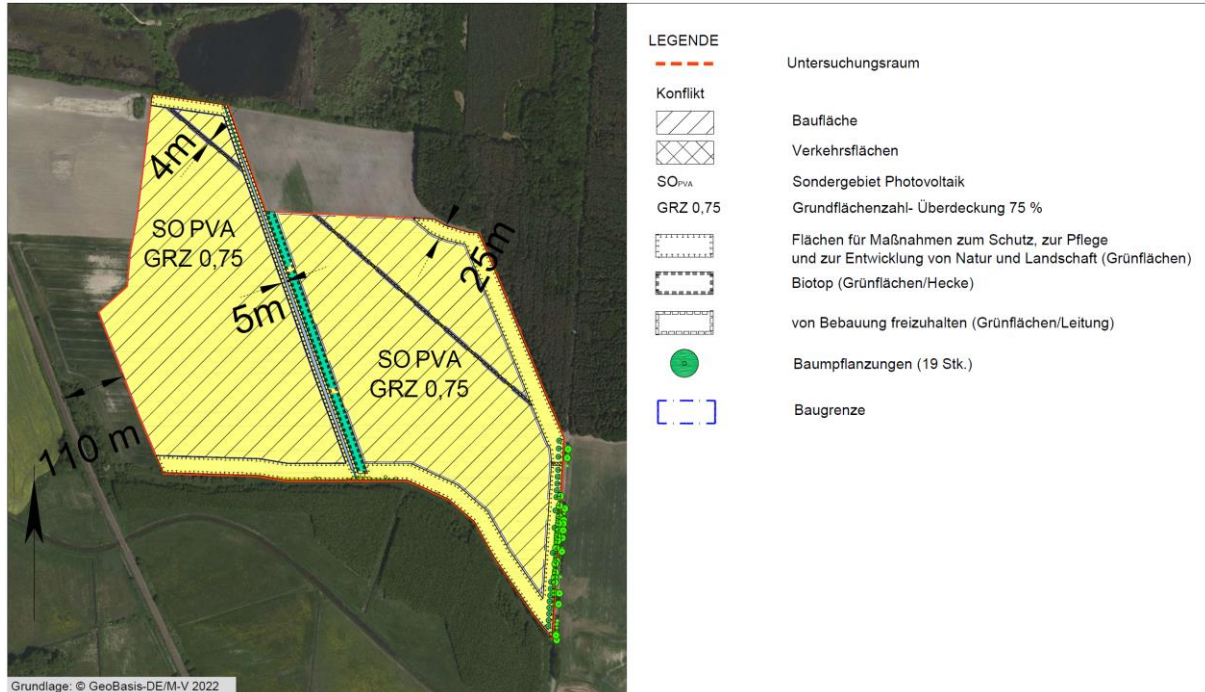 4m
SO PVA
GRZ 0,75
25m
5m
SO PVA
GRZ 0,75
110 m
Grundlage: © GeoBasis-DE/M-V 2022
LEGENDE
Untersuchungsraum
Konflikt
Baufläche
Verkehrsflächen
SOPVA Sondergebiet Photovoltaik
GRZ 0,75 Grundflächenzahl- Überdeckung 75 %
Flächen für Maßnahmen zum Schutz, zur Pflege
und zur Entwicklung von Natur und Landschaft (Grünflächen)
Biotop (Grünflächen/Hecke)
von Bebauung freizuhalten (Grünflächen/Leitung)
Baumpflanzungen (19 Stk.)
Baugrenze